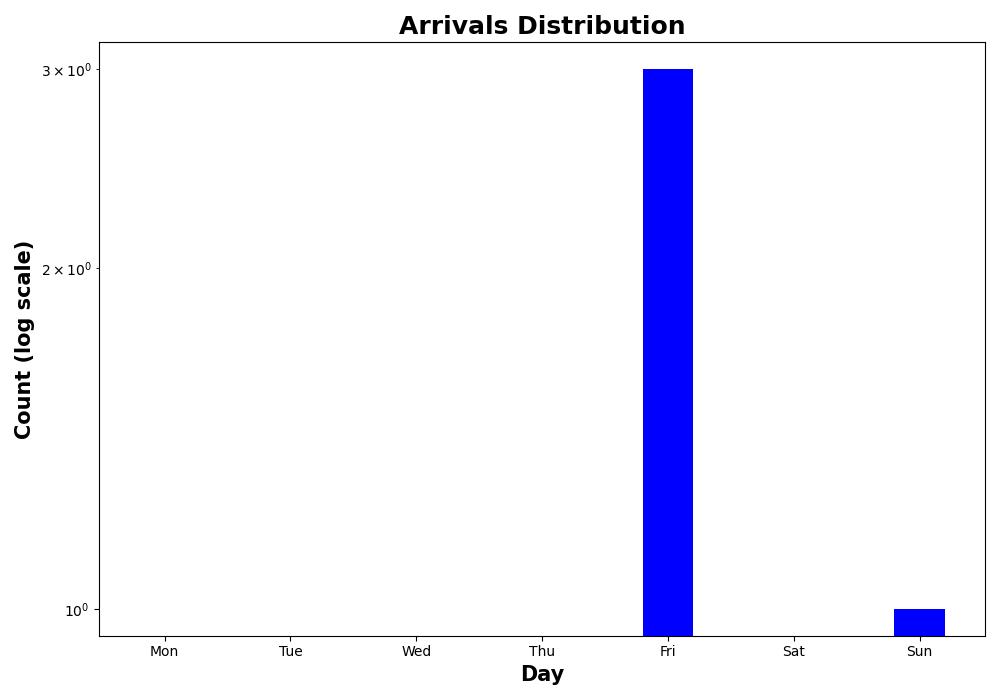 Arrivals Distribution
3 × 10⁰
2 × 10⁰
10⁰
Count (log scale)
Mon Tue Wed Thu Fri Sat Sun
Day